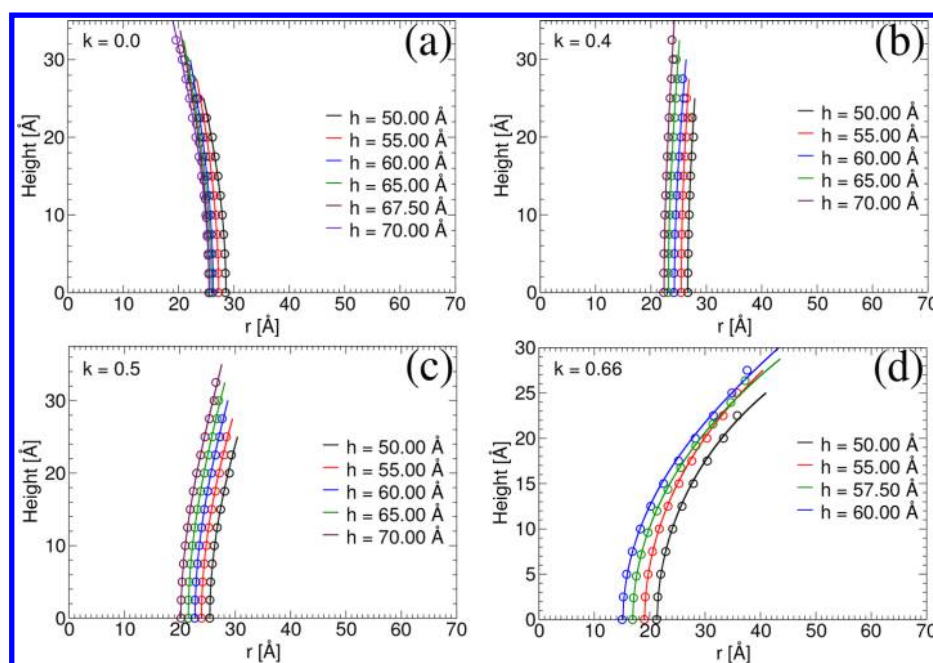 k = 0.0
(a)
Height [Å]
30
20
10
0
h = 50.00 Å
h = 55.00 Å
h = 60.00 Å
h = 65.00 Å
h = 67.50 Å
h = 70.00 Å
0 10 20 30 40 50 60 70
r [Å]
k = 0.4
(b)
Height [Å]
30
20
10
0
h = 50.00 Å
h = 55.00 Å
h = 60.00 Å
h = 65.00 Å
h = 70.00 Å
0 10 20 30 40 50 60 70
r [Å]
k = 0.5
(c)
Height [Å]
30
20
10
0
h = 50.00 Å
h = 55.00 Å
h = 60.00 Å
h = 65.00 Å
h = 70.00 Å
0 10 20 30 40 50 60 70
r [Å]
k = 0.66
(d)
Height [Å]
30
25
20
15
10
5
0
h = 50.00 Å
h = 55.00 Å
h = 57.50 Å
h = 60.00 Å
0 10 20 30 40 50 60 70
r [Å]